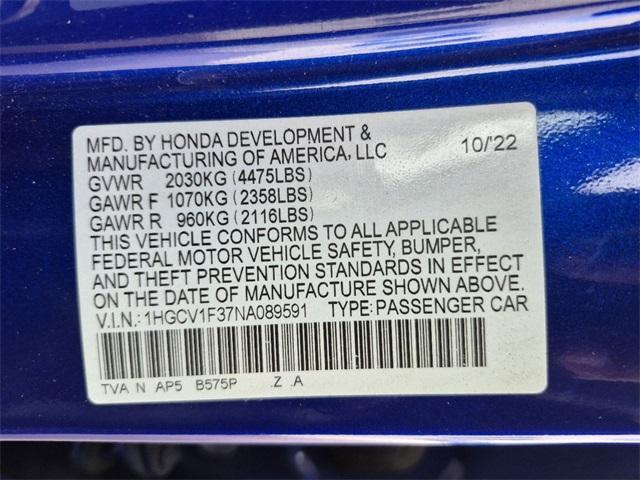 MFD. BY HONDA DEVELOPMENT &
MANUFACTURING OF AMERICA, LLC 10/'22
GVWR 2030KG (4475LBS)
GAWR F 1070KG (2358LBS)
GAWR R 960KG (2116LBS)
THIS VEHICLE CONFORMS TO ALL APPLICABLE
FEDERAL MOTOR VEHICLE SAFETY, BUMPER,
AND THEFT PREVENTION STANDARDS IN EFFECT
ON THE DATE OF MANUFACTURE SHOWN ABOVE.
V.I.N.: 1HGCV1F37NA089591 TYPE: PASSENGER CAR
TVA N AP5 B575P .Z .A